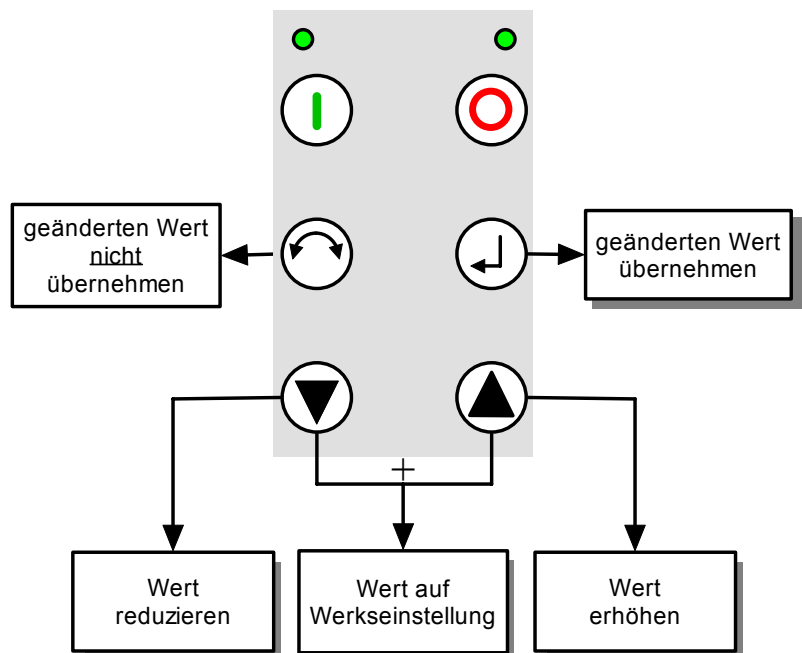 geänderten Wert
nicht
übernehmen
geänderten Wert
übernehmen
+
Wert
reduzieren
Wert auf
Werkseinstellung
Wert
erhöhen